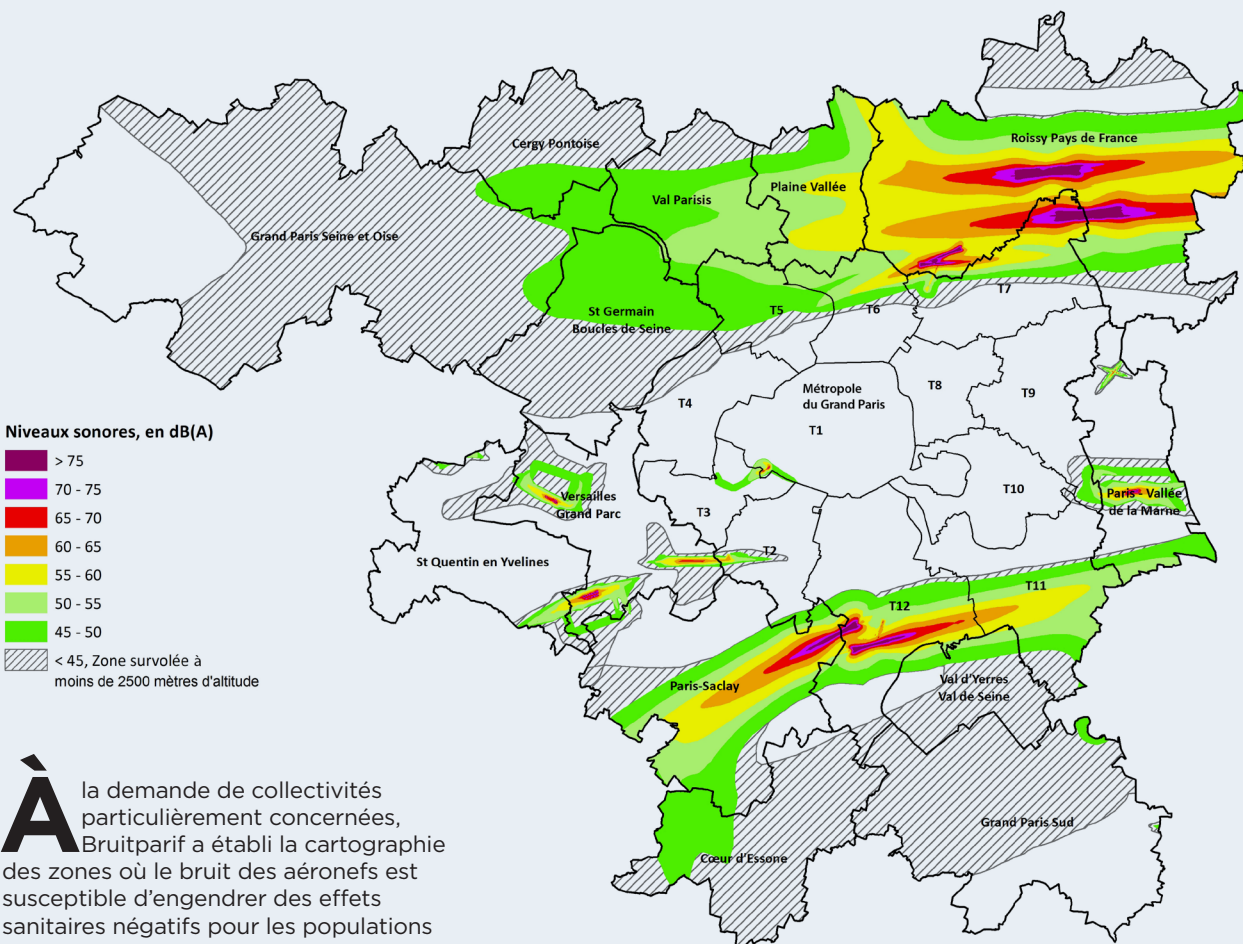 Cergy Pontoise
Roissy Pays de France
Val Parisis
Plaine Vallée
Grand Paris Seine et Oise
St Germain
Boucles de Seine
T5
T6
T7
T4
Métropole
du Grand Paris
T1
T8
T9
Niveaux sonores, en dB(A)
> 75
70 - 75
65 - 70
60 - 65
55 - 60
50 - 55
45 - 50
< 45, Zone survolée à
moins de 2500 mètres d'altitude
Versailles
Grand Parc
T3
T10
Paris - Vallée
de la Marne
St Quentin en Yvelines
T2
T11
T12
Paris-Saclay
Val d'Yerres
Val de Seine
Grand Paris Sud
Cœur d'Essone
À la demande de collectivités
particulièrement concernées,
Bruitparif a établi la cartographie
des zones où le bruit des aéronefs est
susceptible d'engendrer des effets
sanitaires négatifs pour les populations